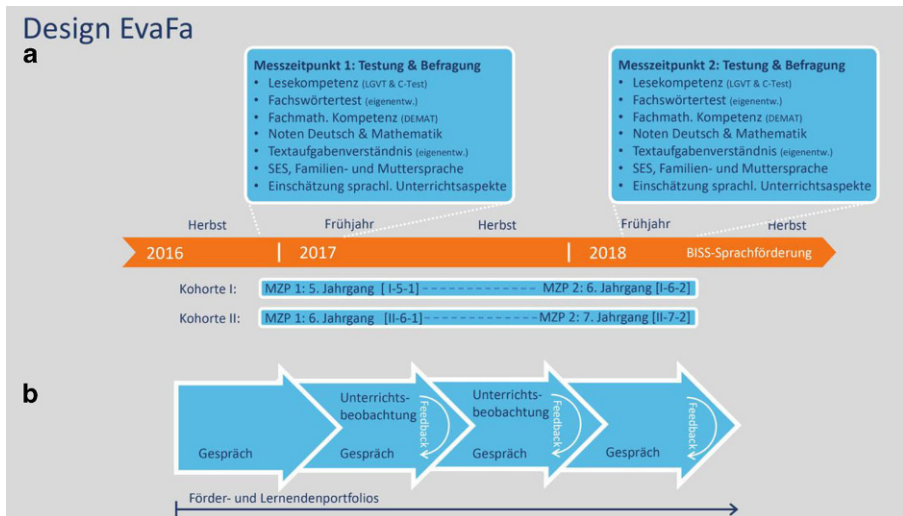 Design EvaFa
a
Messzeitpunkt 1: Testung & Befragung
• Lesekompetenz (LGVT & C-Test)
• Fachswörtertest (eigenentw.)
• Fachmath. Kompetenz (DEMAT)
• Noten Deutsch & Mathematik
• Textaufgabenverständnis (eigenentw.)
• SES, Familien- und Muttersprache
• Einschätzung sprachl. Unterrichtsaspekte
Messzeitpunkt 2: Testung & Befragung
• Lesekompetenz (LGVT & C-Test)
• Fachswörtertest (eigenentw.)
• Fachmath. Kompetenz (DEMAT)
• Noten Deutsch & Mathematik
• Textaufgabenverständnis (eigenentw.)
• SES, Familien- und Muttersprache
• Einschätzung sprachl. Unterrichtsaspekte
Herbst Frühjahr Herbst Frühjahr Herbst
2016 | 2017 | 2018 BISS-Sprachförderung
Kohorte I: MZP 1: 5. Jahrgang [ I-5-1] MZP 2: 6. Jahrgang [I-6-2]
Kohorte II: MZP 1: 6. Jahrgang [II-6-1] MZP 2: 7. Jahrgang [II-7-2]
b
Gespräch
Unterrichts-
beobachtung
Gespräch
Feedback
Unterrichts-
beobachtung
Gespräch
Feedback
Gespräch
Feedback
Förder- und Lernendenportfolios